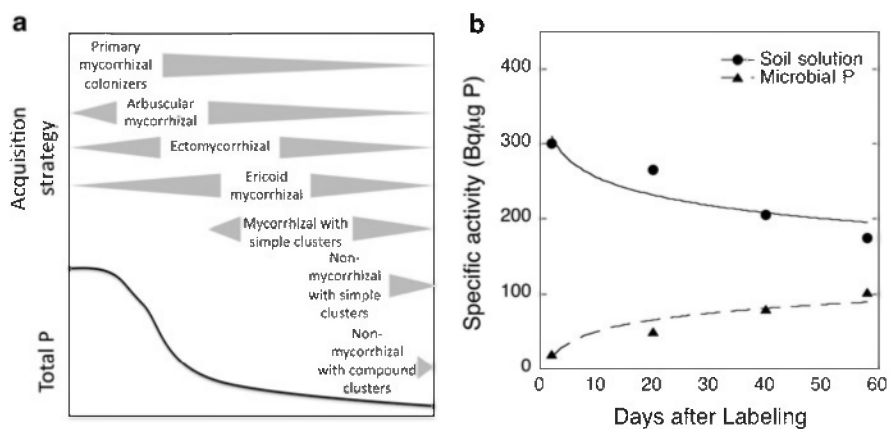 a
Primary
mycorrhizal
colonizers
Arbuscular
mycorrhizal
Ectomycorrhizal
Ericoid
mycorrhizal
Mycorrhizal with
simple clusters
Non-
mycorrhizal
with simple
clusters
Non-
mycorrhizal
with compound
clusters
Acquisition
strategy
Total P
b
Soil solution
Microbial P
Specific activity (Bq/µg P)
400
300
200
100
0
0 10 20 30 40 50 60
Days after Labeling